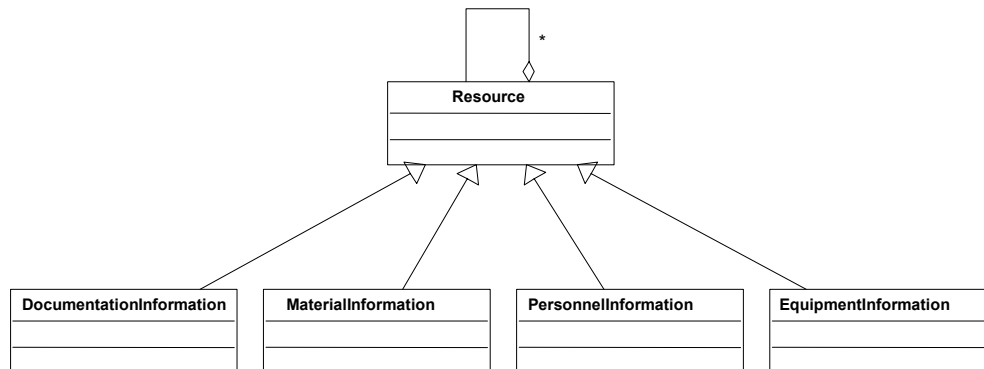 *
Resource
DocumentationInformation
MaterialInformation
PersonnelInformation
EquipmentInformation